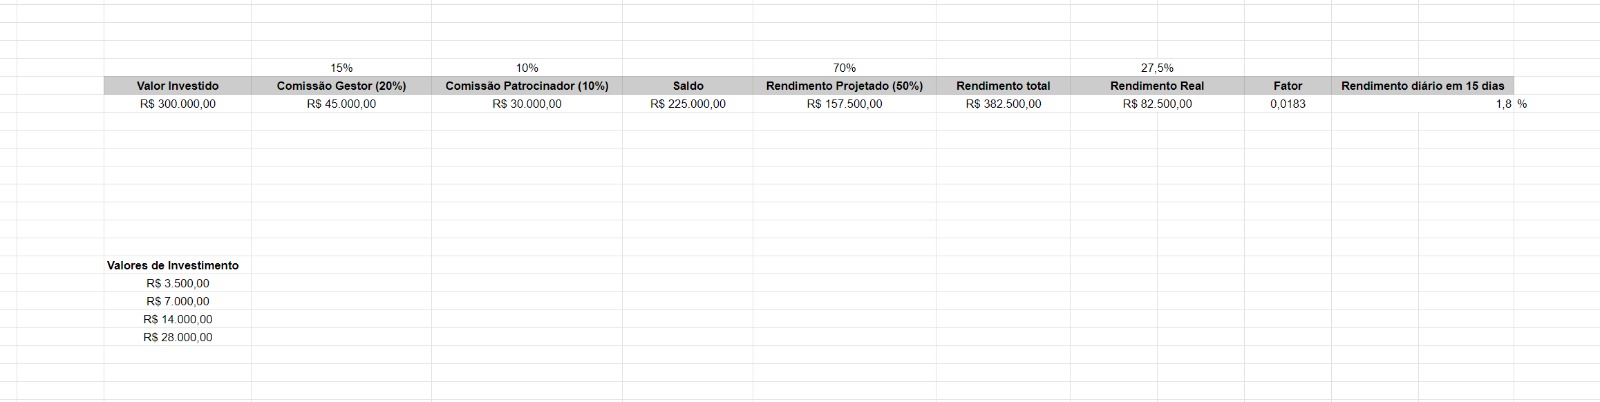 15% 10% 70% 27,5%
Valor Investido Comissão Gestor (20%) Comissão Patrocinador (10%) Saldo Rendimento Projetado (50%) Rendimento total Rendimento Real Fator Rendimento diário em 15 dias
R$ 300.000,00 R$ 45.000,00 R$ 30.000,00 R$ 225.000,00 R$ 157.500,00 R$ 382.500,00 R$ 82.500,00 0,0183 1,8 %
Valores de Investimento
R$ 3.500,00
R$ 7.000,00
R$ 14.000,00
R$ 28.000,00